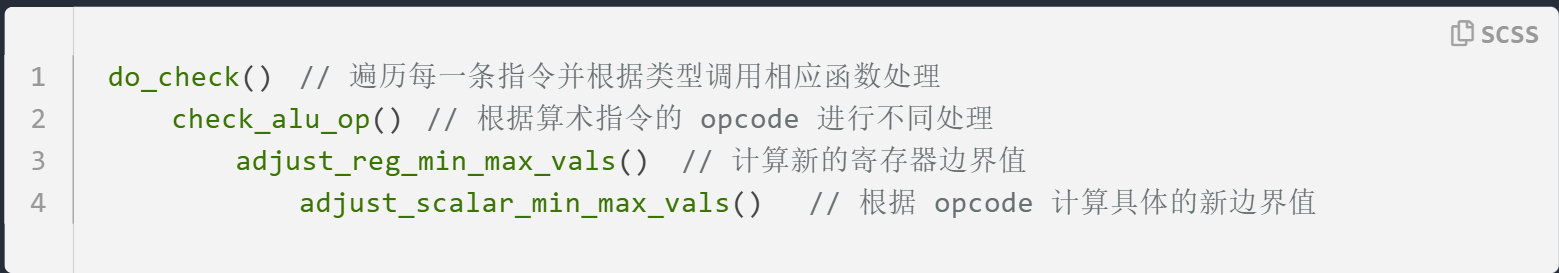 SCSS
1 do_check() // 遍历每一条指令并根据类型调用相应函数处理
2 check_alu_op() // 根据算术指令的 opcode 进行不同处理
3 adjust_reg_min_max_vals() // 计算新的寄存器边界值
4 adjust_scalar_min_max_vals() // 根据 opcode 计算具体的新边界值